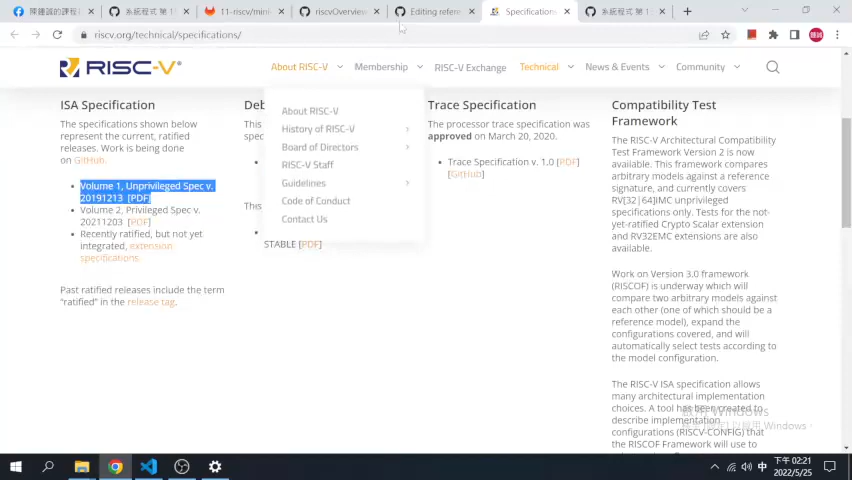 陳鍾誠的課程
系統程式 第 1
11-riscv/mini-
riscvOverview
Editing refere
Specifications
系統程式 第 1
riscv.org/technical/specifications/
RISC-V
About RISC-V
Membership
RISC-V Exchange
Technical
News & Events
Community
About RISC-V
History of RISC-V
Board of Directors
RISC-V Staff
Guidelines
Code of Conduct
Contact Us
ISA Specification
The specifications shown below
represent the current, ratified
releases. Work is being done
on GitHub.
Volume 1, Unprivileged Spec v.
20191213 [PDF]
Volume 2, Privileged Spec v.
20211203 [PDF]
Recently ratified, but not yet
integrated, extension
specifications.
Past ratified releases include the term
“ratified” in the release tag.
Deb
This
spec
This
STABLE [PDF]
Trace Specification
The processor trace specification was
approved on March 20, 2020.
Trace Specification v. 1.0 [PDF]
[GitHub]
Compatibility Test
Framework
The RISC-V Architectural Compatibility
Test Framework Version 2 is now
available. This framework compares
arbitrary models against a reference
signature, and currently covers
RV[32|64]IMC unprivileged
specifications only. Tests for the not-
yet-ratified Crypto Scalar extension
and RV32EMC extensions are also
available.
Work on Version 3.0 framework
(RISCOF) is underway which will
compare two arbitrary models against
each other (one of which should be a
reference model), expand the
configurations covered, and will
automatically select tests according to
the model configuration.
The RISC-V ISA specification allows
many architectural implementation
choices. A tool has been created to
describe implementation
configurations (RISCV-CONFIG) that
the RISCOF Framework will use to
啟用 Windows
中
下午 02:21
2022/5/25